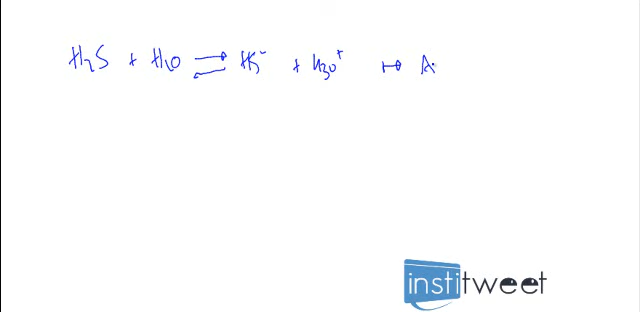 H₂S + H₂O ⇌ HS⁻ + H₃O⁺ ↦ A
institweet